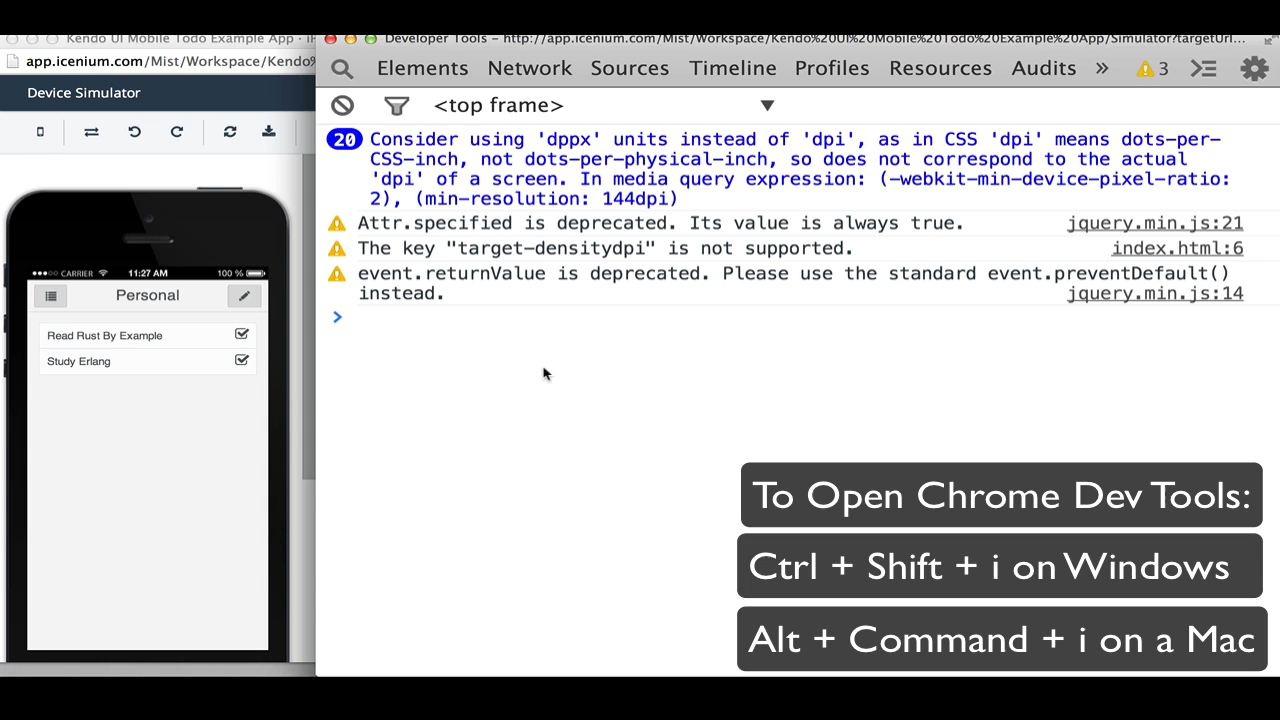 Kendo UI Mobile Todo Example App
app.icenium.com/Mist/Workspace/Kendo%
Device Simulator
CARRIER 11:27 AM 100 %
Personal
Read Rust By Example
Study Erlang
Developer Tools - http://app.icenium.com/Mist/Workspace/Kendo%20UI%20Mobile%20Todo%20Example%20App/Simulator?targetUrl...
Elements Network Sources Timeline Profiles Resources Audits » 3
<top frame>
20 Consider using 'dppx' units instead of 'dpi', as in CSS 'dpi' means dots-per-
CSS-inch, not dots-per-physical-inch, so does not correspond to the actual
'dpi' of a screen. In media query expression: (-webkit-min-device-pixel-ratio:
2), (min-resolution: 144dpi)
Attr.specified is deprecated. Its value is always true. jquery.min.js:21
The key "target-densitydpi" is not supported. index.html:6
event.returnValue is deprecated. Please use the standard event.preventDefault()
instead. jquery.min.js:14
>
To Open Chrome Dev Tools:
Ctrl + Shift + i on Windows
Alt + Command + i on a Mac